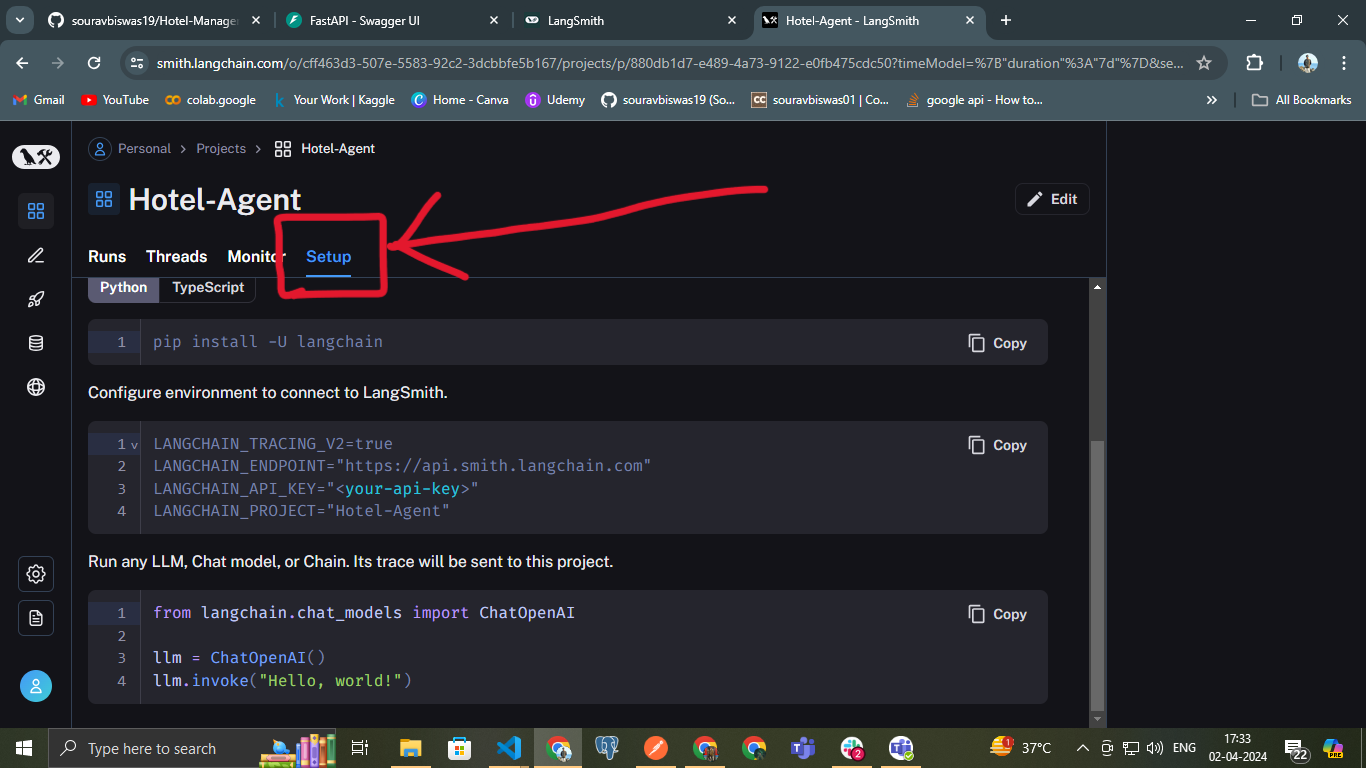 souravbiswas19/Hotel-Manager
FastAPI - Swagger UI
LangSmith
Hotel-Agent - LangSmith
smith.langchain.com/o/cff463d3-507e-5583-92c2-3dcbbfe5b167/projects/p/880db1d7-e489-4a73-9122-e0fb475cdc50?timeModel=%7B"duration"%3A"7d"%7D&se...
Gmail
YouTube
colab.google
Your Work | Kaggle
Home - Canva
Udemy
souravbiswas19 (So...
CC souravbiswas01 | Co...
google api - How to...
»
All Bookmarks
Personal > Projects > Hotel-Agent
Hotel-Agent
Edit
Runs Threads Monitor Setup
Python TypeScript
1 pip install -U langchain
Copy
Configure environment to connect to LangSmith.
1 LANGCHAIN_TRACING_V2=true
Copy
2 LANGCHAIN_ENDPOINT="https://api.smith.langchain.com"
3 LANGCHAIN_API_KEY="<your-api-key>"
4 LANGCHAIN_PROJECT="Hotel-Agent"
Run any LLM, Chat model, or Chain. Its trace will be sent to this project.
1 from langchain.chat_models import ChatOpenAI
Copy
2
3 llm = ChatOpenAI()
4 llm.invoke("Hello, world!")
Type here to search
2
1
37°C
ENG
17:33
02-04-2024
22
PRE